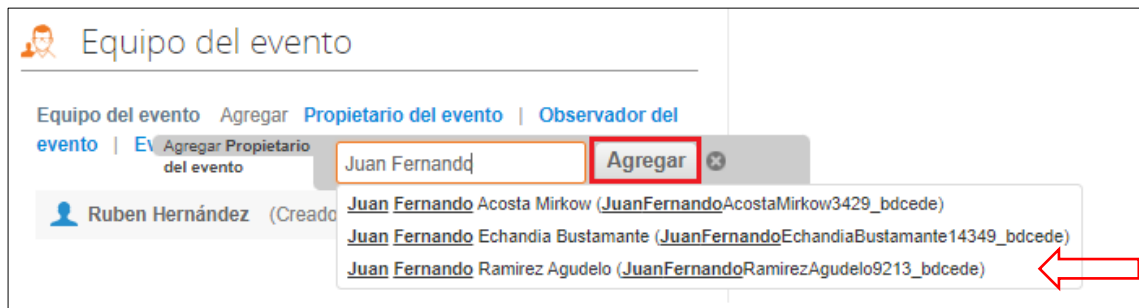 Equipo del evento
Equipo del evento Agregar Propietario del evento | Observador del
evento | Ev
Agregar Propietario
del evento
Juan Fernando
Agregar
Ruben Hernández (Creado
Juan Fernando Acosta Mirkow (JuanFernandoAcostaMirkow3429_bdcede)
Juan Fernando Echandia Bustamante (JuanFernandoEchandiaBustamante14349_bdcede)
Juan Fernando Ramirez Agudelo (JuanFernandoRamirezAgudelo9213_bdcede)